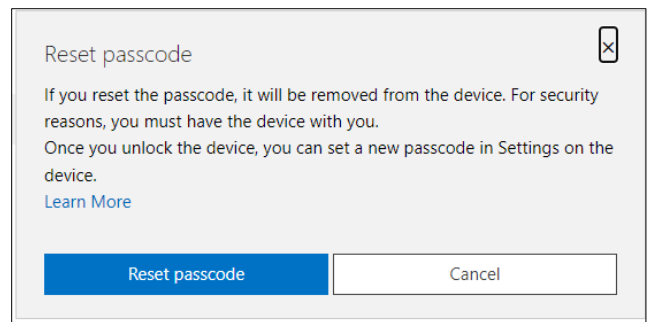 Reset passcode
If you reset the passcode, it will be removed from the device. For security
reasons, you must have the device with you.
Once you unlock the device, you can set a new passcode in Settings on the
device.
Learn More
Reset passcode
Cancel